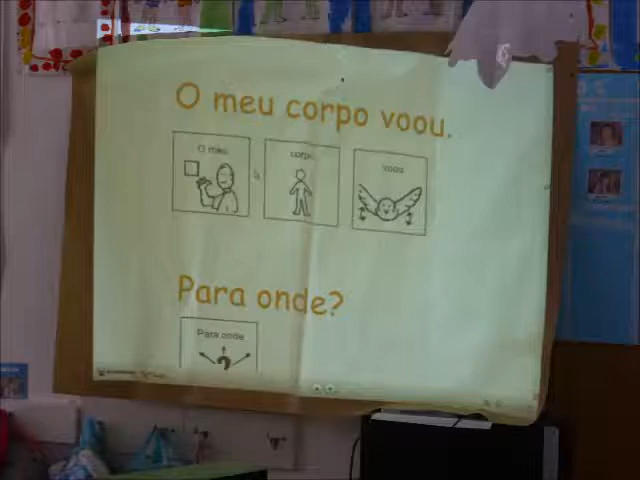 O meu corpo voou.
O meu corpo voou
Para onde?
Para onde